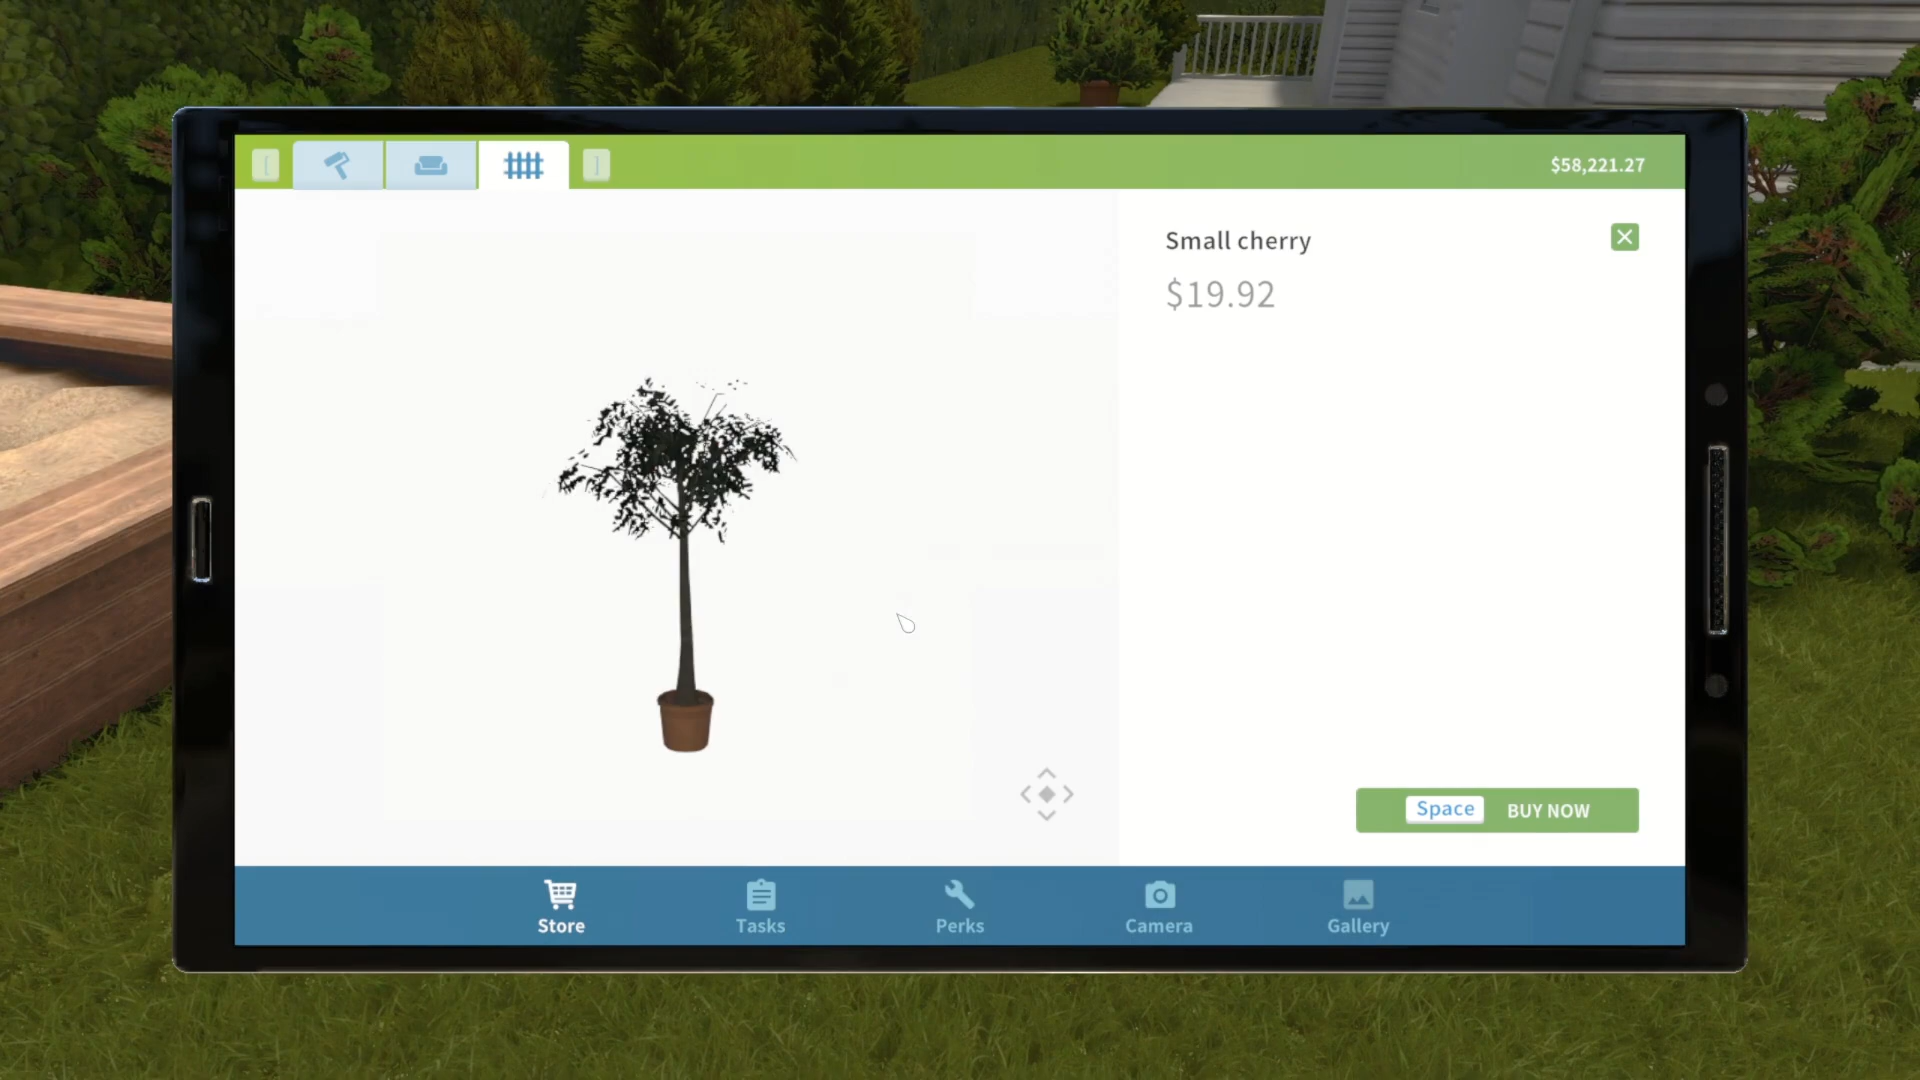 [
]
$58,221.27
Small cherry
$19.92
Space BUY NOW
Store
Tasks
Perks
Camera
Gallery